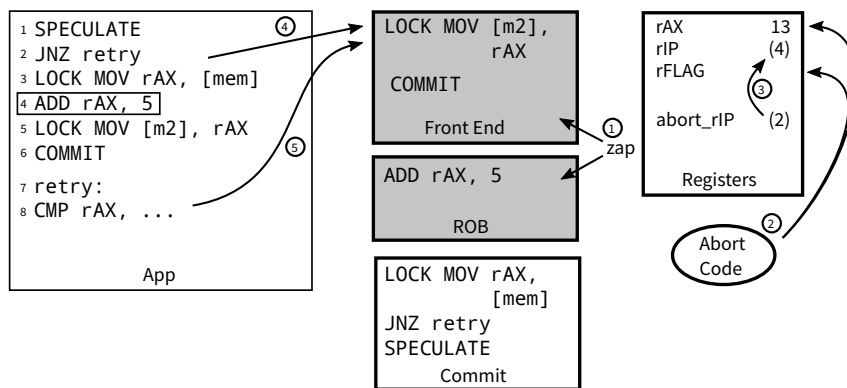 1 SPECULATE
2 JNZ retry
3 LOCK MOV rAX, [mem]
4 ADD rAX, 5
5 LOCK MOV [m2], rAX
6 COMMIT
7 retry:
8 CMP rAX, ...
App
4
5
LOCK MOV [m2],
rAX
COMMIT
Front End
1
zap
ADD rAX, 5
ROB
LOCK MOV rAX,
[mem]
JNZ retry
SPECULATE
Commit
rAX 13
rIP (4)
rFLAG
3
abort_rIP (2)
Registers
2
Abort
Code